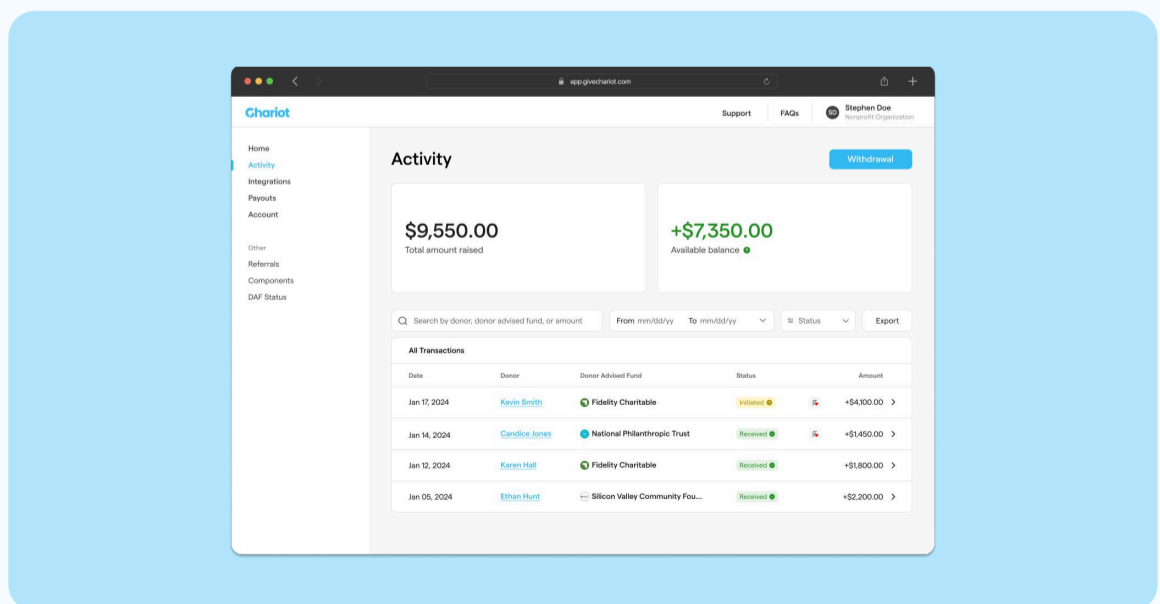 app.givechariot.com
Chariot
Support FAQs SD Stephen Doe
Nonprofit Organization
Home
Activity
Integrations
Payouts
Account
Other
Referrals
Components
DAF Status
Activity
Withdrawal
$9,550.00
Total amount raised
+$7,350.00
Available balance
Search by donor, donor advised fund, or amount
From mm/dd/yy To mm/dd/yy
Status
Export
All Transactions
Date Donor Donor Advised Fund Status Amount
Jan 17, 2024 Kevin Smith Fidelity Charitable Initiated +$4,100.00
Jan 14, 2024 Candice Jones National Philanthropic Trust Received +$1,450.00
Jan 12, 2024 Karen Hall Fidelity Charitable Received +$1,800.00
Jan 05, 2024 Ethan Hunt Silicon Valley Community Fou... Received +$2,200.00